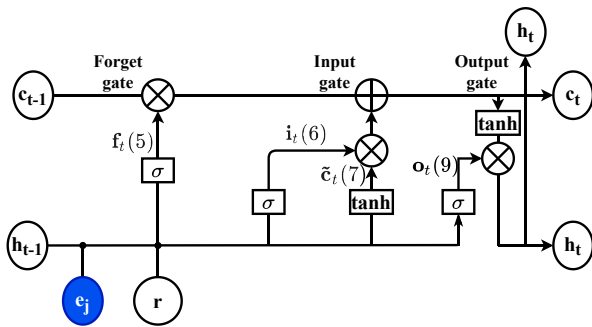 h_t
Forget
gate
Input
gate
Output
gate
c_{t-1}
c_t
tanh
f_t(5)
i_t(6)
o_t(9)
σ
c̃_t(7)
σ
tanh
σ
h_{t-1}
h_t
e_j
r